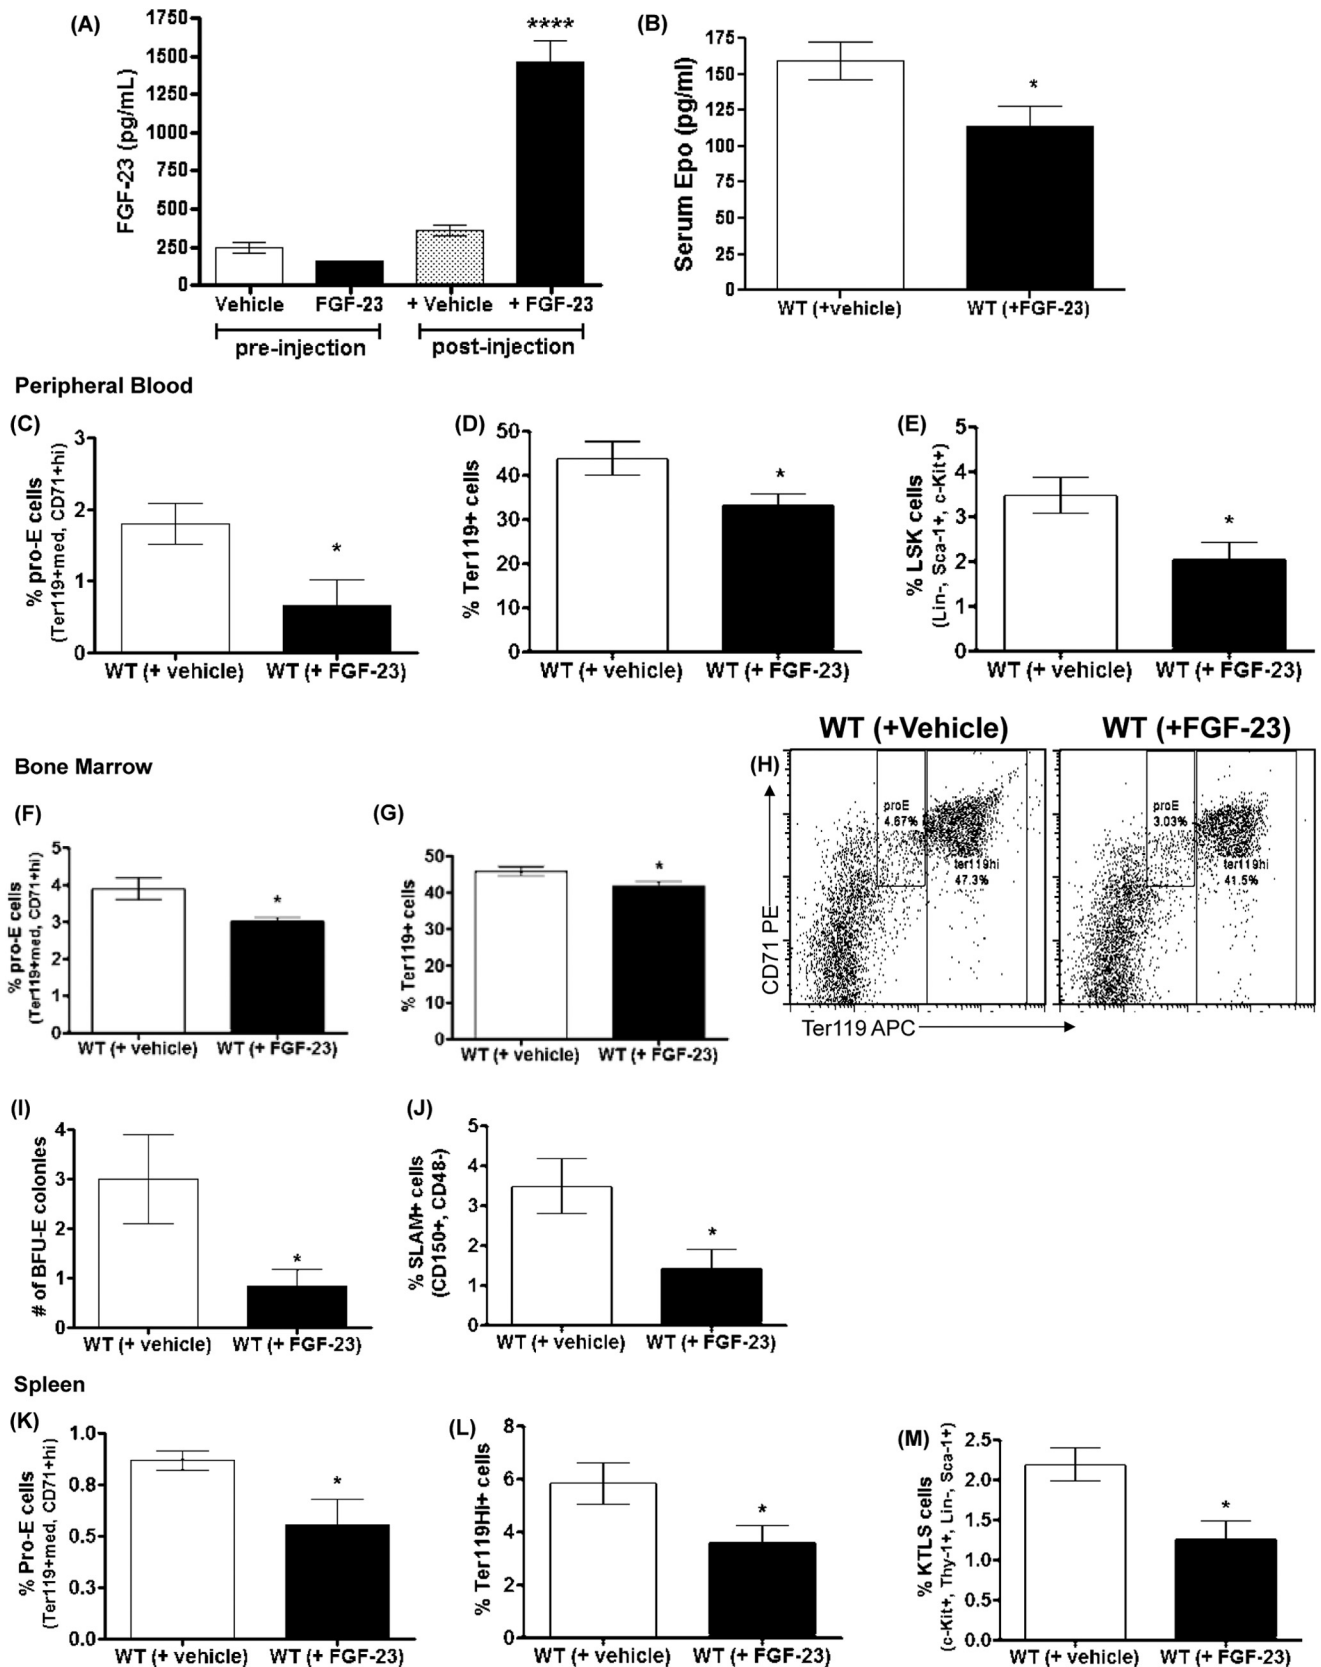 (A)
FGF-23 (pg/mL)
1750
1500
1250
1000
750
500
250
0
****
Vehicle FGF-23 + Vehicle + FGF-23
pre-injection post-injection
(B)
Serum Epo (pg/ml)
175
150
125
100
75
50
25
0
*
WT (+vehicle) WT (+FGF-23)
Peripheral Blood
(C)
% pro-E cells
(Ter119+med, CD71+hi)
3
2
1
0
*
WT (+ vehicle) WT (+ FGF-23)
(D)
% Ter119+ cells
50
40
30
20
10
0
*
WT (+ vehicle) WT (+ FGF-23)
(E)
% LSK cells
(Lin-, Sca-1+, c-Kit+)
5
4
3
2
1
0
*
WT (+ vehicle) WT (+ FGF-23)
Bone Marrow
(F)
% pro-E cells
(Ter119+med, CD71+hi)
5
4
3
2
1
0
*
WT (+ vehicle) WT (+ FGF-23)
(G)
% Ter119+ cells
50
40
30
20
10
0
*
WT (+ vehicle) WT (+ FGF-23)
(H)
WT (+Vehicle) WT (+FGF-23)
CD71 PE
proE
4.67%
ter119hi
47.3%
proE
3.03%
ter119hi
41.5%
Ter119 APC
(I)
# of BFU-E colonies
4
3
2
1
0
*
WT (+ vehicle) WT (+ FGF-23)
(J)
% SLAM+ cells
(CD150+, CD48-)
5
4
3
2
1
0
*
WT (+ vehicle) WT (+ FGF-23)
Spleen
(K)
% Pro-E cells
(Ter119+med, CD71+hi)
1.0
0.8
0.5
0.3
0.0
*
WT (+ vehicle) WT (+ FGF-23)
(L)
% Ter119Hi+ cells
8
6
4
2
0
*
WT (+ vehicle) WT (+ FGF-23)
(M)
% KTLS cells
(c-Kit+, Thy-1+, Lin-, Sca-1+)
2.5
2.0
1.5
1.0
0.5
0.0
*
WT (+ vehicle) WT (+ FGF-23)